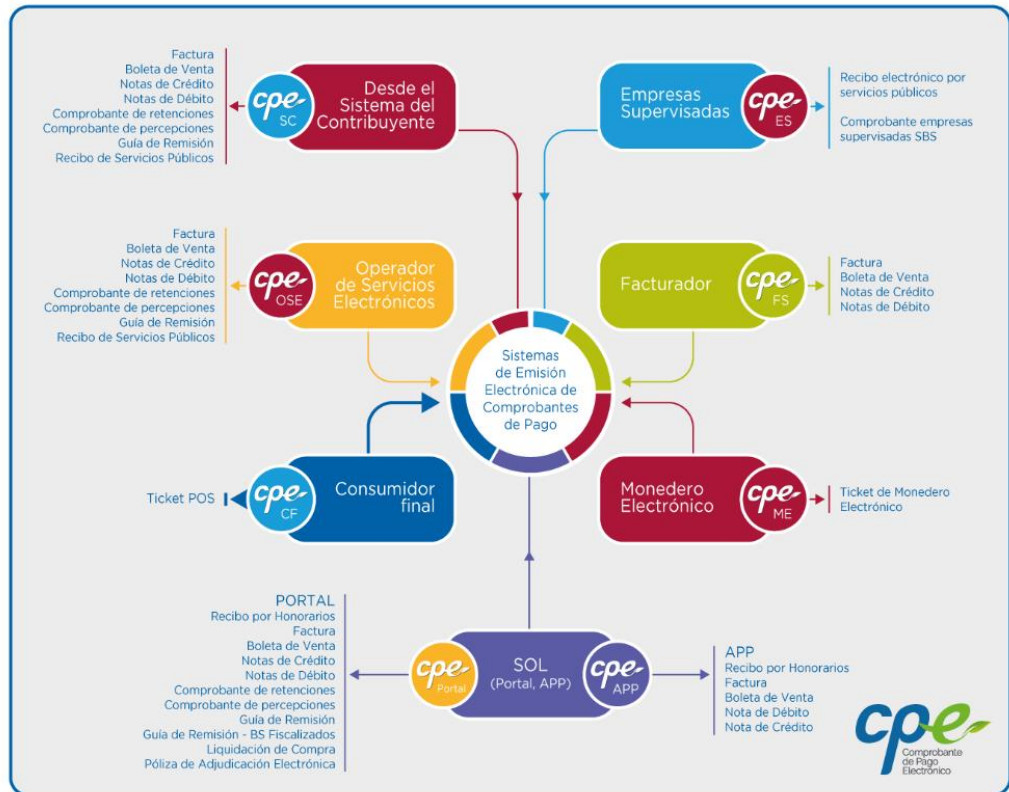 Factura
Boleta de Venta
Notas de Crédito
Notas de Débito
Comprobante de retenciones
Comprobante de percepciones
Guía de Remisión
Recibo de Servicios Públicos
cpe
SC
Desde el
Sistema del
Contribuyente
Empresas
Supervisadas
cpe
ES
Recibo electrónico por
servicios públicos
Comprobante empresas
supervisadas SBS
Factura
Boleta de Venta
Notas de Crédito
Notas de Débito
Comprobante de retenciones
Comprobante de percepciones
Guía de Remisión
Recibo de Servicios Públicos
cpe
OSE
Operador
de Servicios
Electrónicos
Facturador
cpe
FS
Factura
Boleta de Venta
Notas de Crédito
Notas de Débito
Sistemas
de Emisión
Electrónica de
Comprobantes
de Pago
Ticket POS
cpe
CF
Consumidor
final
Monedero
Electrónico
cpe
ME
Ticket de Monedero
Electrónico
PORTAL
Recibo por Honorarios
Factura
Boleta de Venta
Notas de Crédito
Notas de Débito
Comprobante de retenciones
Comprobante de percepciones
Guía de Remisión
Guía de Remisión - BS Fiscalizados
Liquidación de Compra
Póliza de Adjudicación Electrónica
cpe
Portal
SOL
(Portal, APP)
cpe
APP
APP
Recibo por Honorarios
Factura
Boleta de Venta
Nota de Débito
Nota de Crédito
cpe
Comprobante
de Pago
Electrónico